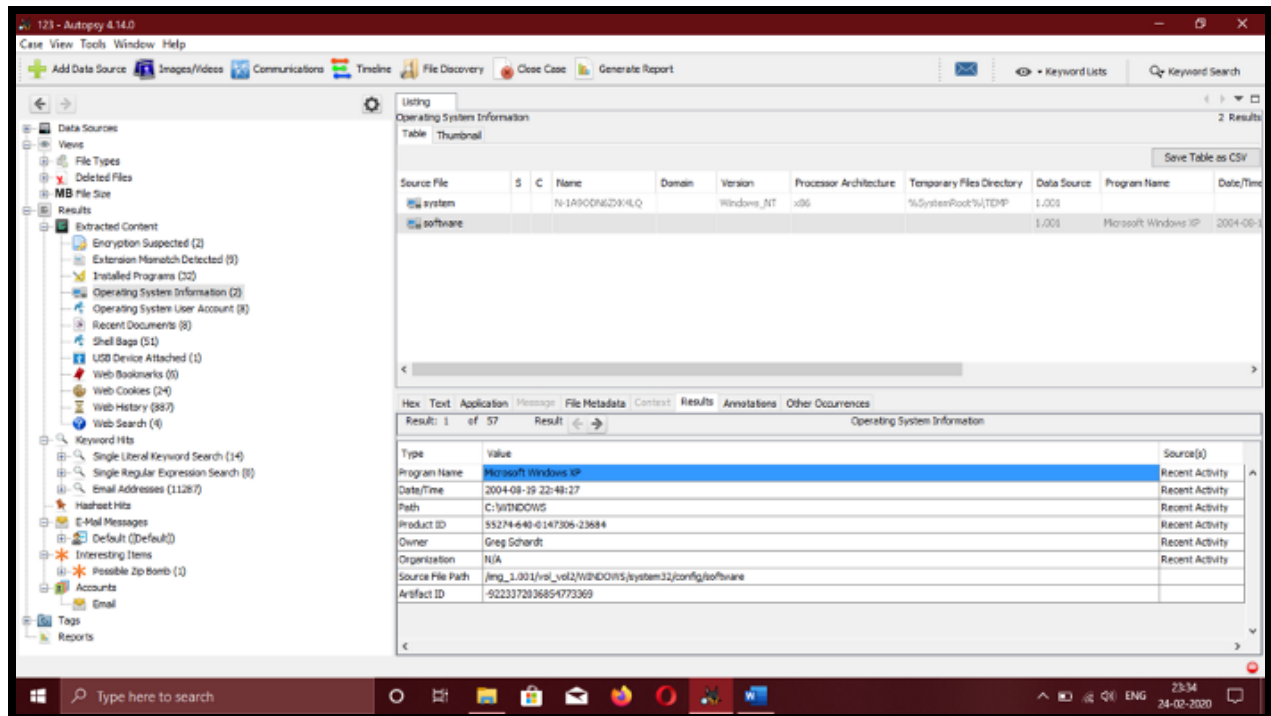 123 - Autopsy 4.14.0
Case View Tools Window Help
Add Data Source Images/Videos Communications Timeline File Discovery Close Case Generate Report Keyword Lists Keyword Search
Data Sources
Views
File Types
Deleted Files
MB File Size
Results
Extracted Content
Encryption Suspected (2)
Extension Mismatch Detected (9)
Installed Programs (32)
Operating System Information (2)
Operating System User Account (8)
Recent Documents (8)
Shell Bags (51)
USB Device Attached (1)
Web Bookmarks (6)
Web Cookies (24)
Web History (887)
Web Search (4)
Keyword Hits
Single Literal Keyword Search (14)
Single Regular Expression Search (0)
Email Addresses (11287)
Hashset Hits
E-Mail Messages
Default ([Default])
Interesting Items
Possible Zip Bomb (1)
Accounts
Email
Tags
Reports
Listing
Operating System Information 2 Results
Table Thumbnail
Save Table as CSV
Source File S C Name Domain Version Processor Architecture Temporary Files Directory Data Source Program Name Date/Time
system Windows_NT x86 %SystemRoot%\TEMP 1.001
software 1.001 Microsoft Windows XP 2004-08-1
Hex Text Application Message File Metadata Context Results Annotations Other Occurrences
Result: 1 of 57 Result Operating System Information
Type Value Source(s)
Program Name Microsoft Windows XP Recent Activity
Date/Time 2004-08-19 22:48:27 Recent Activity
Path C:\WINDOWS Recent Activity
Product ID 55274-640-0147306-23684 Recent Activity
Owner Greg Schardt Recent Activity
Organization N/A Recent Activity
Source File Path /img_1.001/vol_vol2/WINDOWS/system32/config/software
Artifact ID -9223372036854773369
Type here to search
ENG
23:34
24-02-2020